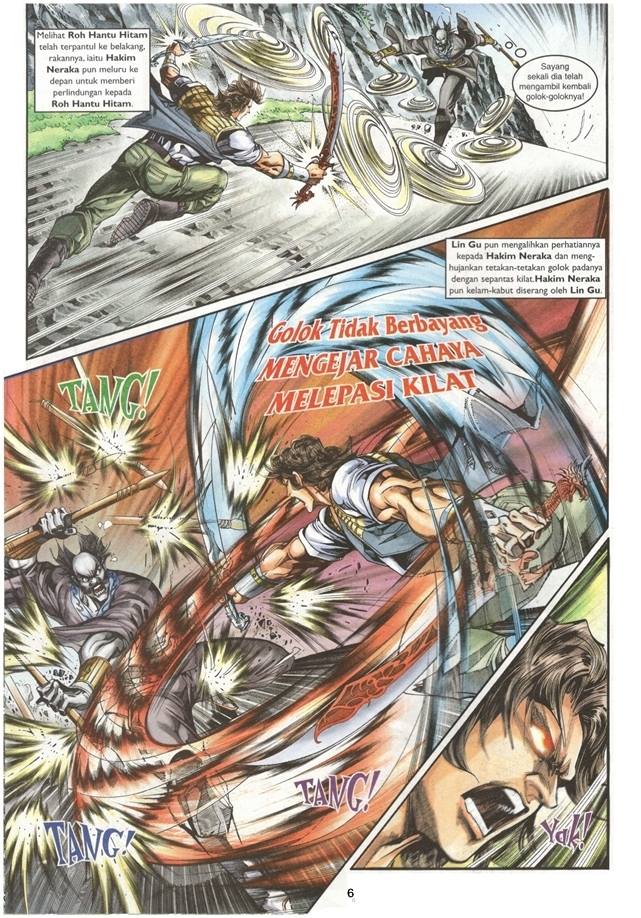 Melihat Roh Hantu Hitam
telah terpantul ke belakang,
rakannya, iaitu Hakim
Neraka pun meluru ke
depan untuk memberi
perlindungan kepada
Roh Hantu Hitam.
Sayang
sekali dia telah
mengambil kembali
golok-goloknya!
Lin Gu pun mengalihkan perhatiannya
kepada Hakim Neraka dan meng-
hujankan tetakan-tetakan golok padanya
dengan sepantas kilat.Hakim Neraka
pun kelam-kabut diserang oleh Lin Gu.
Golok Tidak Berbayang
MENGEJAR CAHAYA
MELEPASI KILAT
TANG!
TANG!
TANG!
Yak!
6